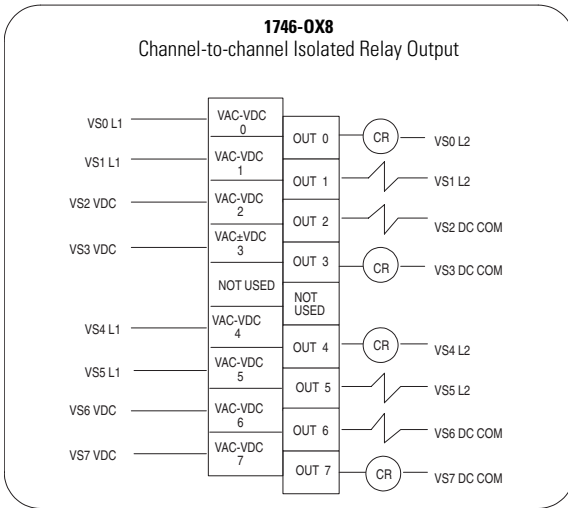 1746-OX8
Channel-to-channel Isolated Relay Output
VS0 L1
VAC-VDC
0
OUT 0
CR
VS0 L2
VS1 L1
VAC-VDC
1
OUT 1
VS1 L2
VS2 VDC
VAC-VDC
2
OUT 2
VS2 DC COM
VS3 VDC
VAC±VDC
3
OUT 3
CR
VS3 DC COM
NOT USED
NOT
USED
VS4 L1
VAC-VDC
4
OUT 4
CR
VS4 L2
VS5 L1
VAC-VDC
5
OUT 5
VS5 L2
VS6 VDC
VAC-VDC
6
OUT 6
VS6 DC COM
VS7 VDC
VAC-VDC
7
OUT 7
CR
VS7 DC COM